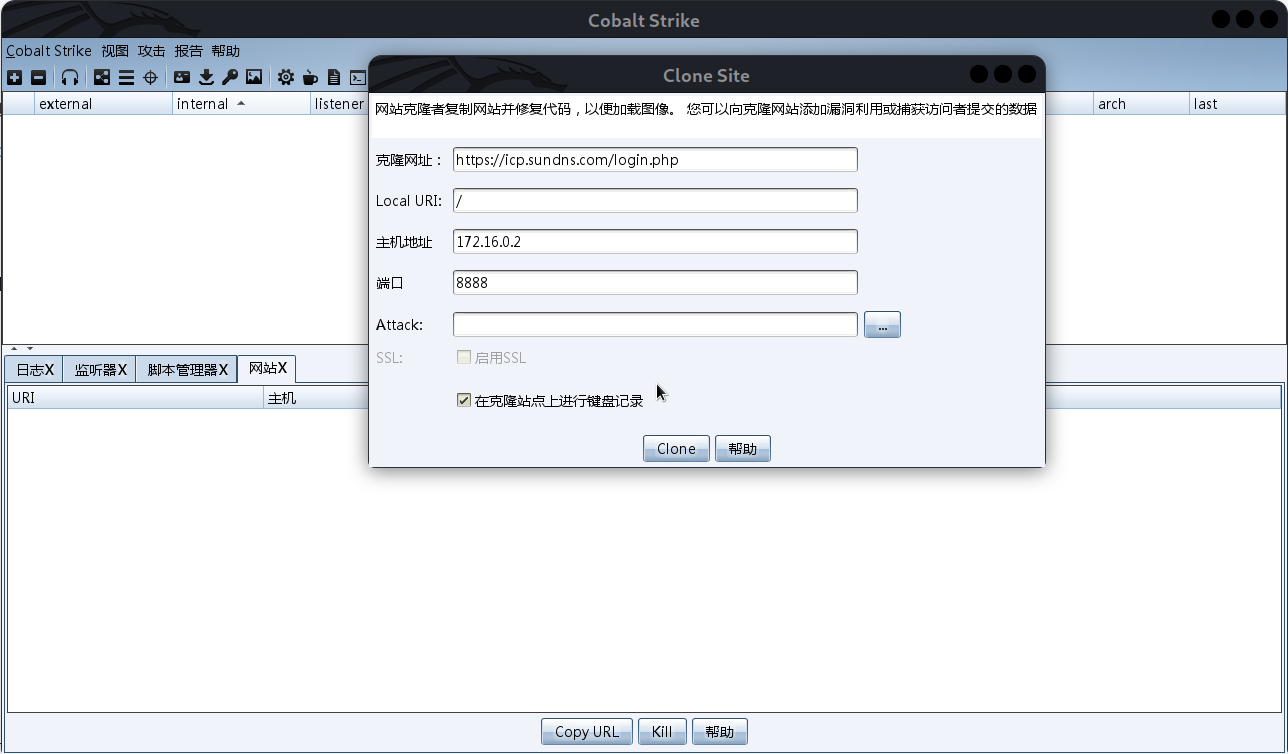 Cobalt Strike
Cobalt Strike 视图 攻击 报告 帮助
Clone Site
external internal listener arch last
网站克隆者复制网站并修复代码，以便加载图像。 您可以向克隆网站添加漏洞利用或捕获访问者提交的数据
克隆网址： https://icp.sundns.com/login.php
Local URI: /
主机地址 172.16.0.2
端口 8888
Attack: ...
SSL: 启用SSL
日志X 监听器X 脚本管理器X 网站X
URI 主机
在克隆站点上进行键盘记录
Clone 帮助
Copy URL Kill 帮助